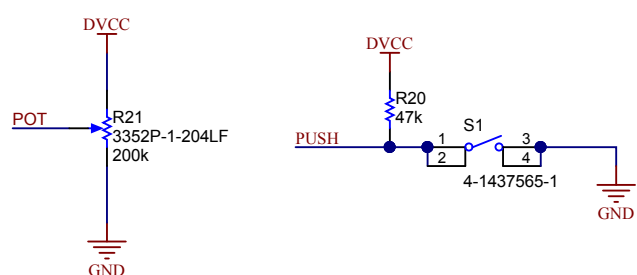 DVCC
POT
R21
3352P-1-204LF
200k
GND
DVCC
R20
47k
PUSH
S1
1
2
3
4
4-1437565-1
GND